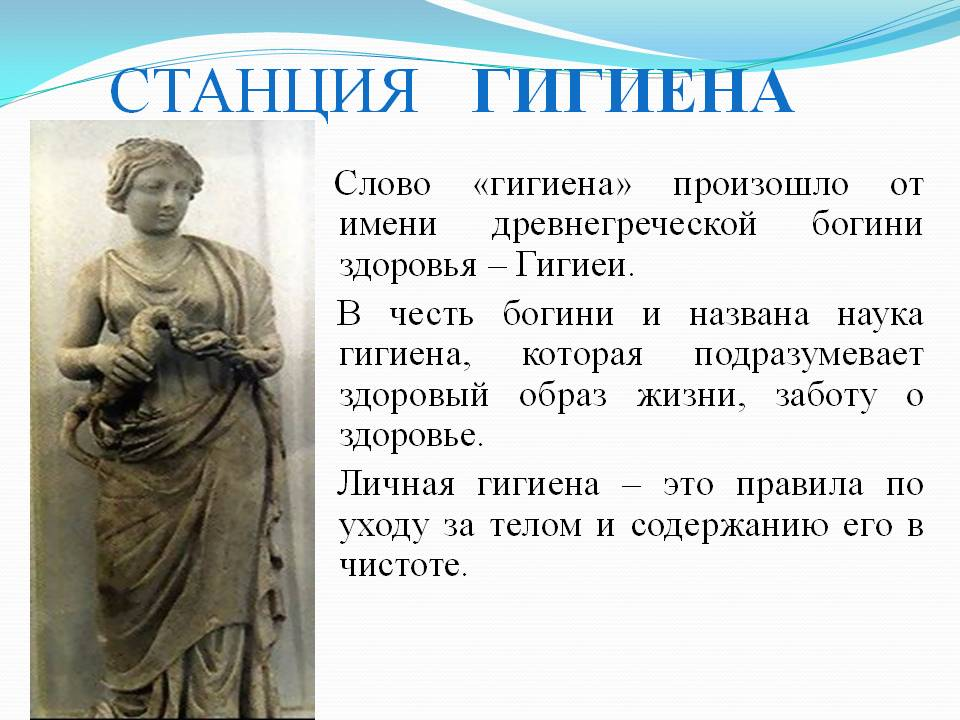 СТАНЦИЯ ГИГИЕНА
Слово «гигиена» произошло от
имени древнегреческой богини
здоровья – Гигиеи.
В честь богини и названа наука
гигиена, которая подразумевает
здоровый образ жизни, заботу о
здоровье.
Личная гигиена – это правила по
уходу за телом и содержанию его в
чистоте.